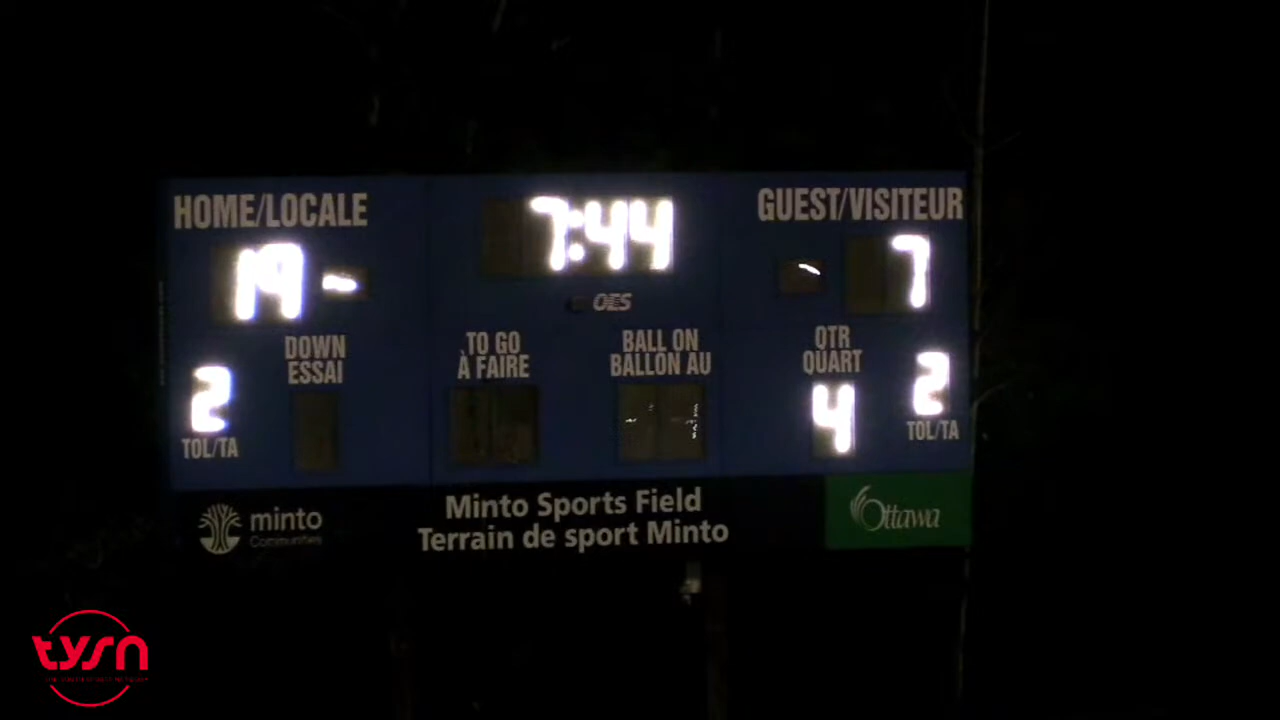 HOME/LOCALE
7:44
GUEST/VISITEUR
19
7
OES
DOWN
ESSAI
TO GO
À FAIRE
BALL ON
BALLON AU
QTR
QUART
2
4
2
TOL/TA
TOL/TA
Minto Sports Field
Terrain de sport Minto
minto
Communities
Ottawa
tysn